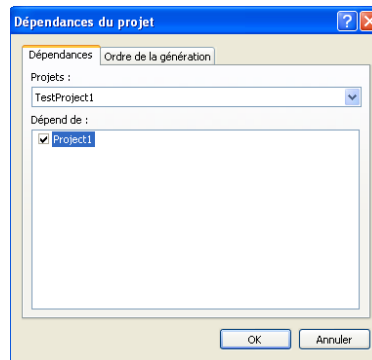 Dépendances du projet
Dépendances Ordre de la génération
Projets :
TestProject1
Dépend de :
Project1
OK Annuler